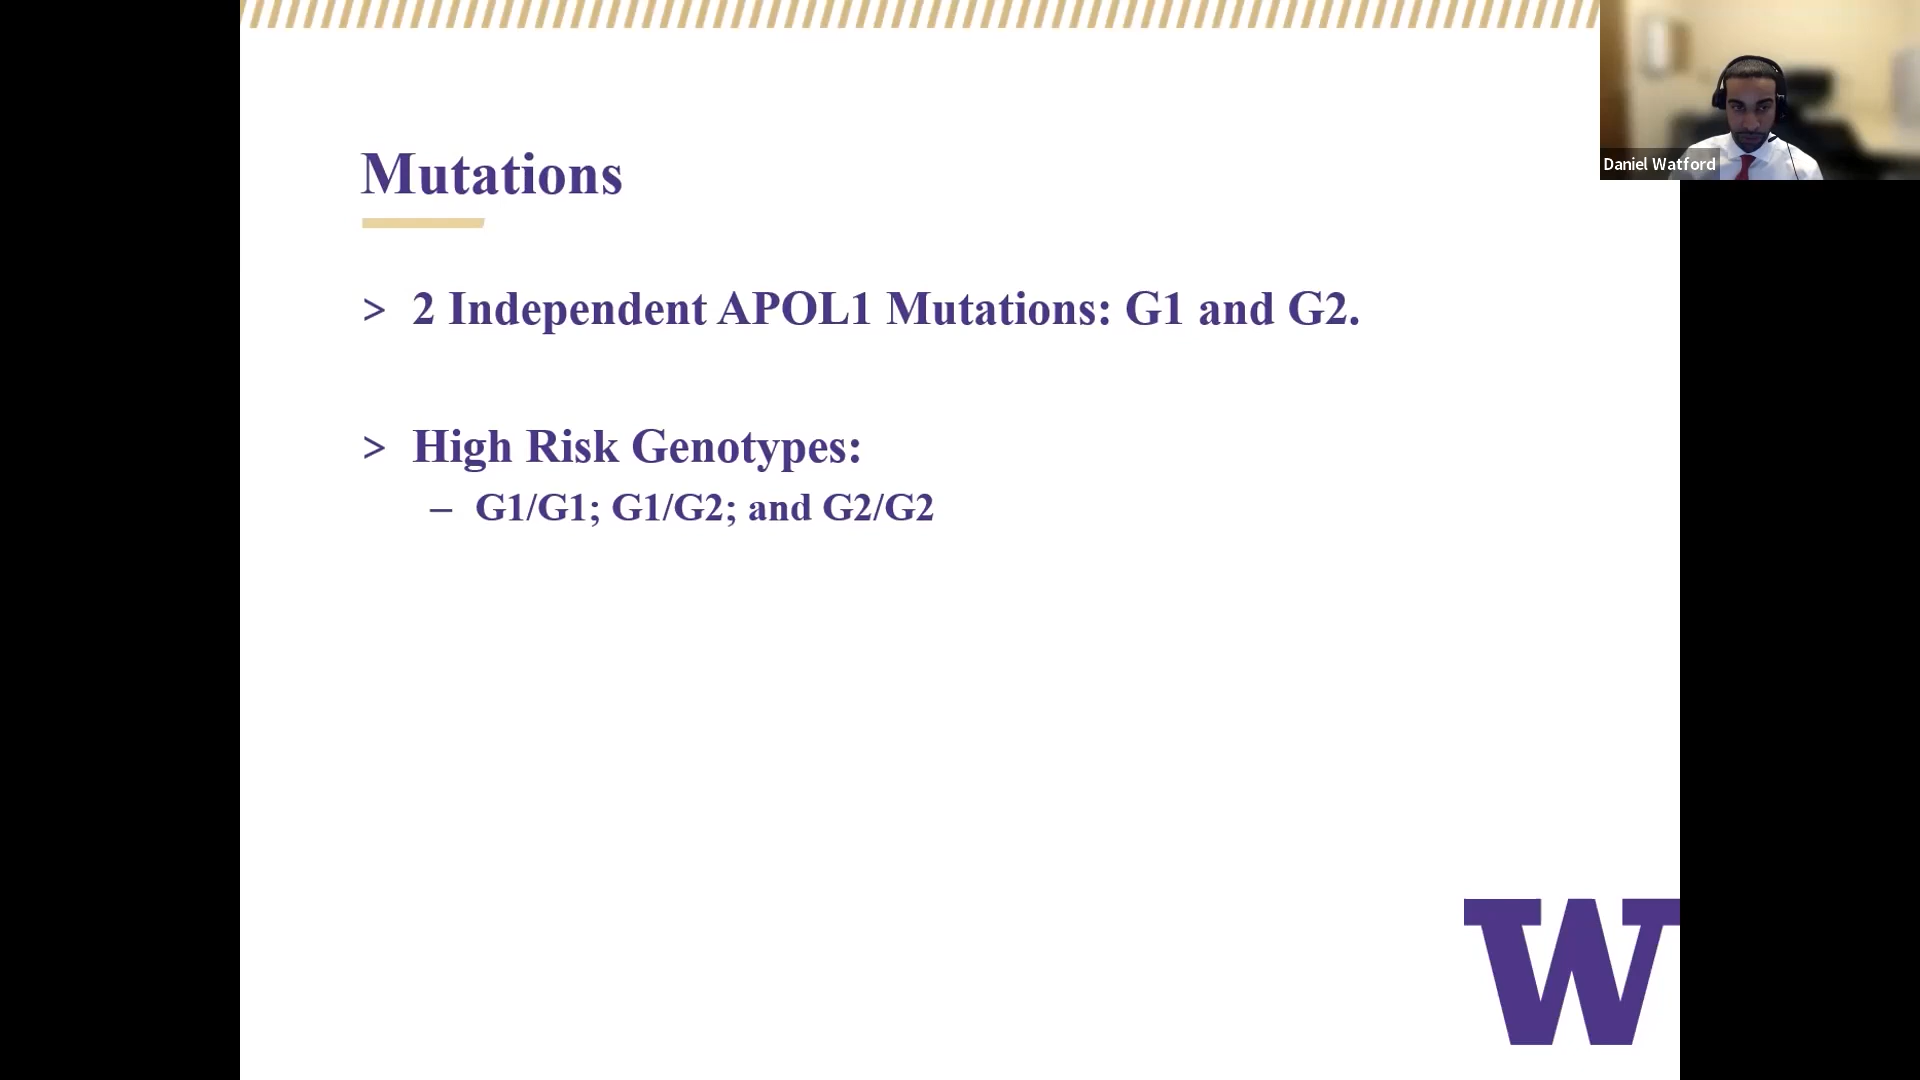 Mutations
> 2 Independent APOL1 Mutations: G1 and G2.
> High Risk Genotypes:
– G1/G1; G1/G2; and G2/G2
Daniel Watford
W